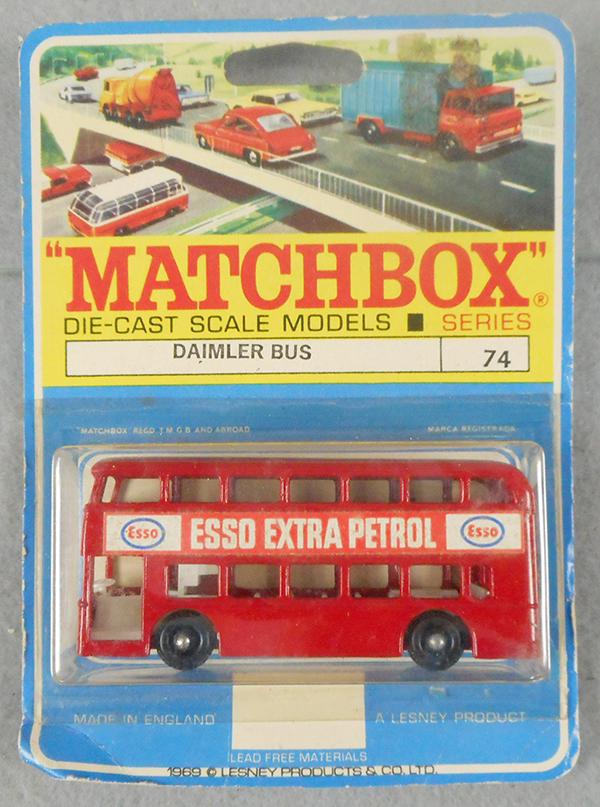 "MATCHBOX"®
DIE-CAST SCALE MODELS ■ SERIES
DAIMLER BUS 74
"MATCHBOX" REGD T M G B AND ABROAD MARCA REGISTRADA
Esso ESSO EXTRA PETROL Esso
MADE IN ENGLAND A LESNEY PRODUCT
LEAD FREE MATERIALS
1969 © LESNEY PRODUCTS & CO. LTD.